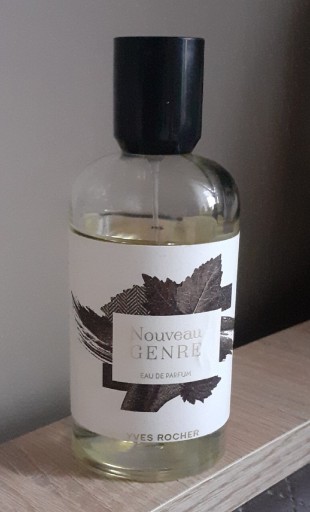 Nouveau
GENRE
EAU DE PARFUM
YVES ROCHER